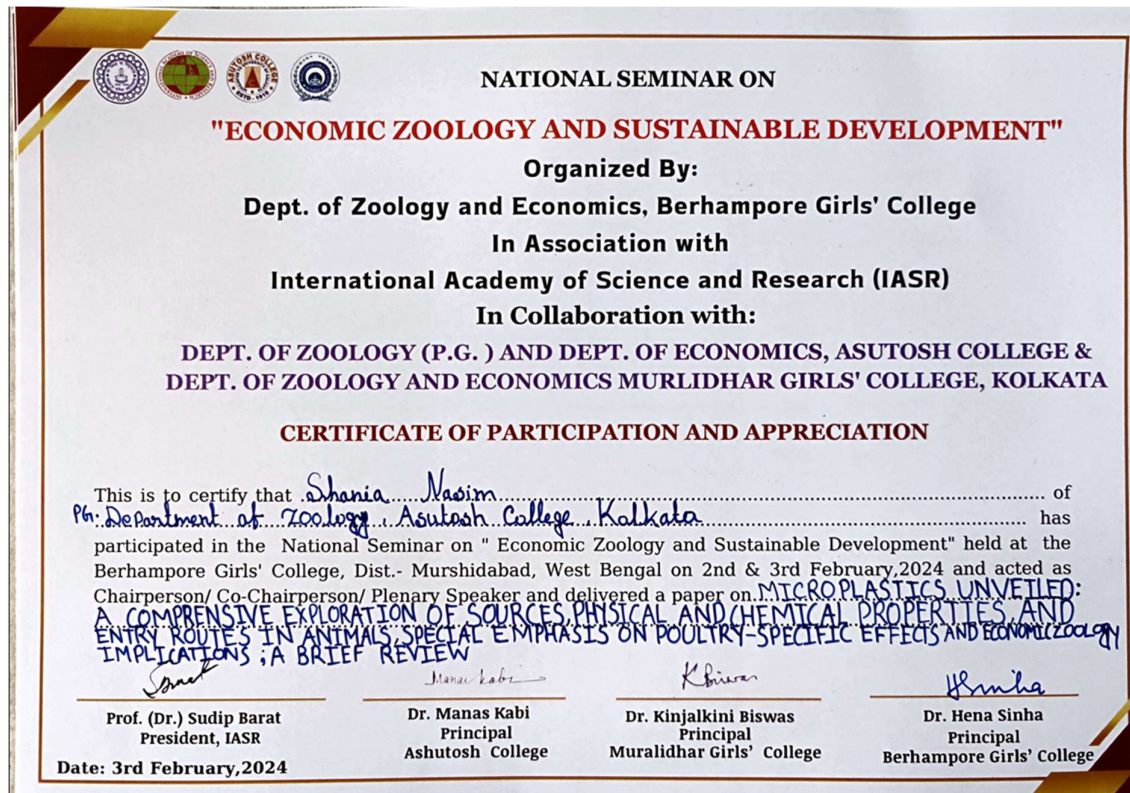 ASUTOSH COLLEGE
NATIONAL SEMINAR ON
"ECONOMIC ZOOLOGY AND SUSTAINABLE DEVELOPMENT"
Organized By:
Dept. of Zoology and Economics, Berhampore Girls' College
In Association with
International Academy of Science and Research (IASR)
In Collaboration with:
DEPT. OF ZOOLOGY (P.G. ) AND DEPT. OF ECONOMICS, ASUTOSH COLLEGE &
DEPT. OF ZOOLOGY AND ECONOMICS MURLIDHAR GIRLS' COLLEGE, KOLKATA
CERTIFICATE OF PARTICIPATION AND APPRECIATION
This is to certify that Shania Nasim of
PG. Department of Zoology, Asutosh College, Kolkata has
participated in the National Seminar on " Economic Zoology and Sustainable Development" held at the
Berhampore Girls' College, Dist.- Murshidabad, West Bengal on 2nd & 3rd February,2024 and acted as
Chairperson/ Co-Chairperson/ Plenary Speaker and delivered a paper on MICROPLASTICS UNVEILED:
A COMPRENSIVE EXPLORATION OF SOURCES, PHYSICAL AND CHEMICAL PROPERTIES, AND
ENTRY ROUTES IN ANIMALS, SPECIAL EMPHASIS ON POULTRY-SPECIFIC EFFECTS AND ECONOMIC ZOOLOGY
IMPLICATIONS ; A BRIEF REVIEW
Manas Kabi
KBiswas
HSinha
Prof. (Dr.) Sudip Barat
President, IASR
Dr. Manas Kabi
Principal
Ashutosh College
Dr. Kinjalkini Biswas
Principal
Muralidhar Girls' College
Dr. Hena Sinha
Principal
Berhampore Girls' College
Date: 3rd February,2024